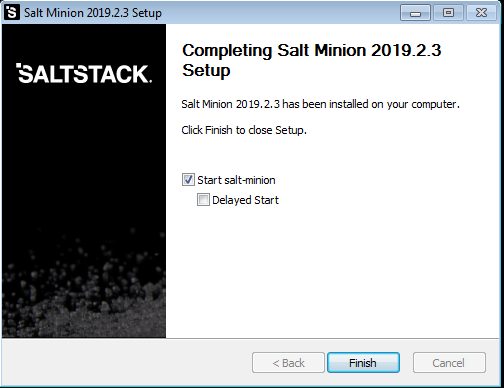 Salt Minion 2019.2.3 Setup
SALTSTACK.
Completing Salt Minion 2019.2.3
Setup
Salt Minion 2019.2.3 has been installed on your computer.
Click Finish to close Setup.
Start salt-minion
Delayed Start
< Back
Finish
Cancel